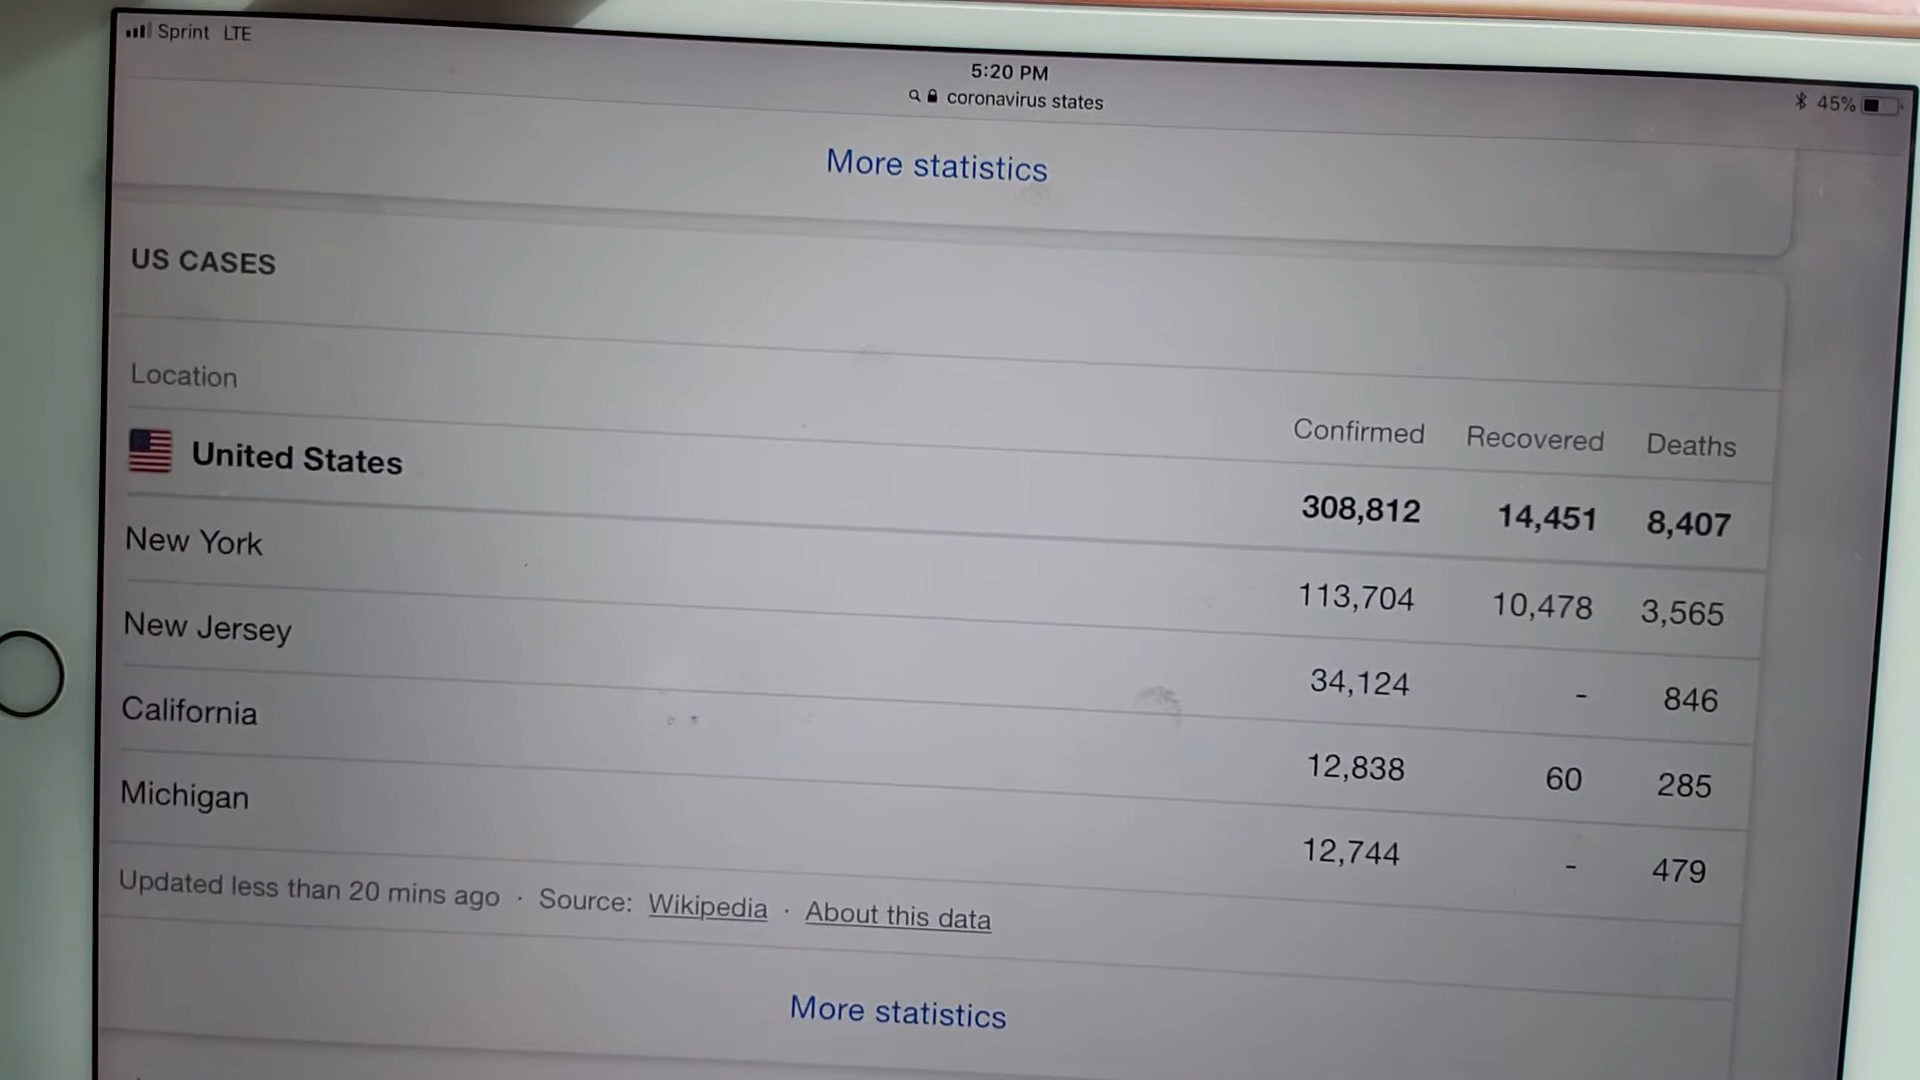 Sprint LTE
5:20 PM
coronavirus states
45%
More statistics
US CASES
Location Confirmed Recovered Deaths
United States 308,812 14,451 8,407
New York 113,704 10,478 3,565
New Jersey 34,124 - 846
California 12,838 60 285
Michigan 12,744 - 479
Updated less than 20 mins ago · Source: Wikipedia · About this data
More statistics